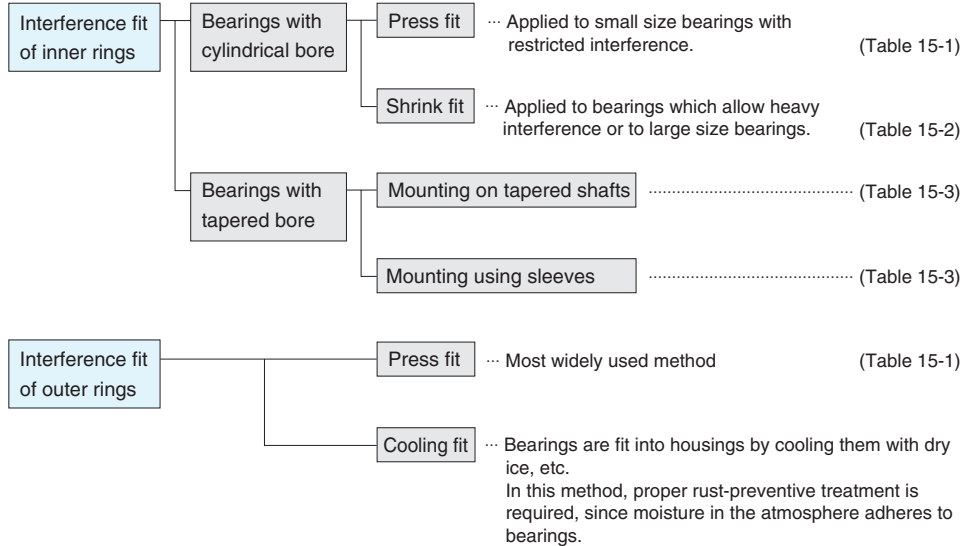 Interference fit
of inner rings
Bearings with
cylindrical bore
Press fit
··· Applied to small size bearings with
restricted interference.
(Table 15-1)
Shrink fit
··· Applied to bearings which allow heavy
interference or to large size bearings.
(Table 15-2)
Bearings with
tapered bore
Mounting on tapered shafts
(Table 15-3)
Mounting using sleeves
(Table 15-3)
Interference fit
of outer rings
Press fit
··· Most widely used method
(Table 15-1)
Cooling fit
··· Bearings are fit into housings by cooling them with dry
ice, etc.
In this method, proper rust-preventive treatment is
required, since moisture in the atmosphere adheres to
bearings.